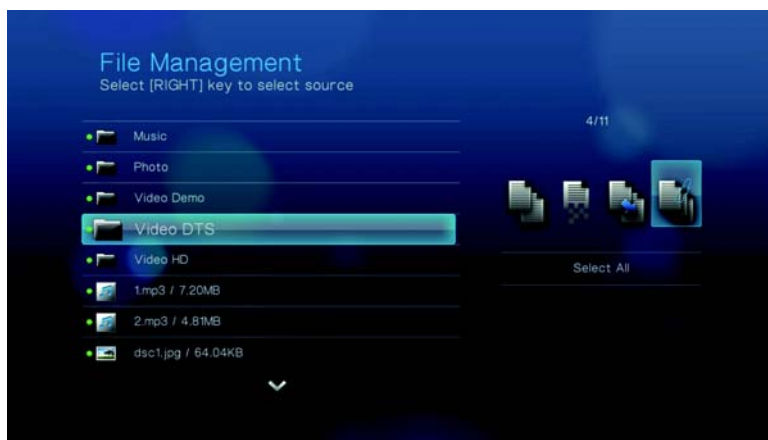 File Management
Select [RIGHT] key to select source
4/11
Music
Photo
Video Demo
Video DTS
Video HD
Select All
1.mp3 / 7.20MB
2.mp3 / 4.81MB
dsc1.jpg / 64.04KB